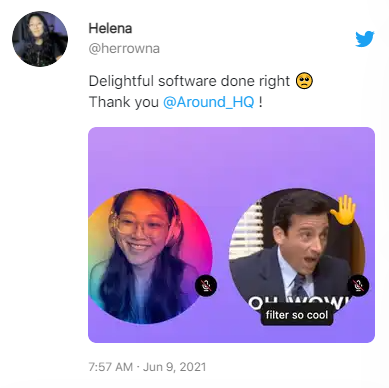 Helena
@herrowna
Delightful software done right 🥺
Thank you @Around_HQ !
OH WOW!
filter so cool
7:57 AM · Jun 9, 2021